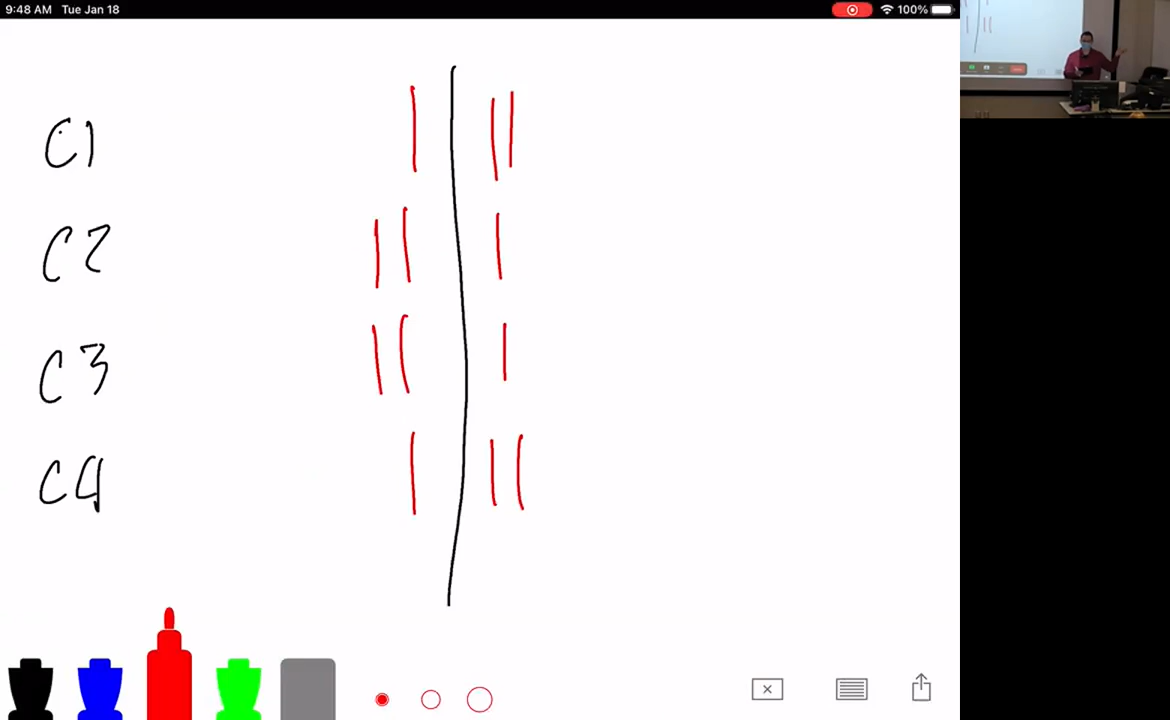 9:48 AM Tue Jan 18
100%
C1 | ||
C2 || |
C3 || |
C4 | ||